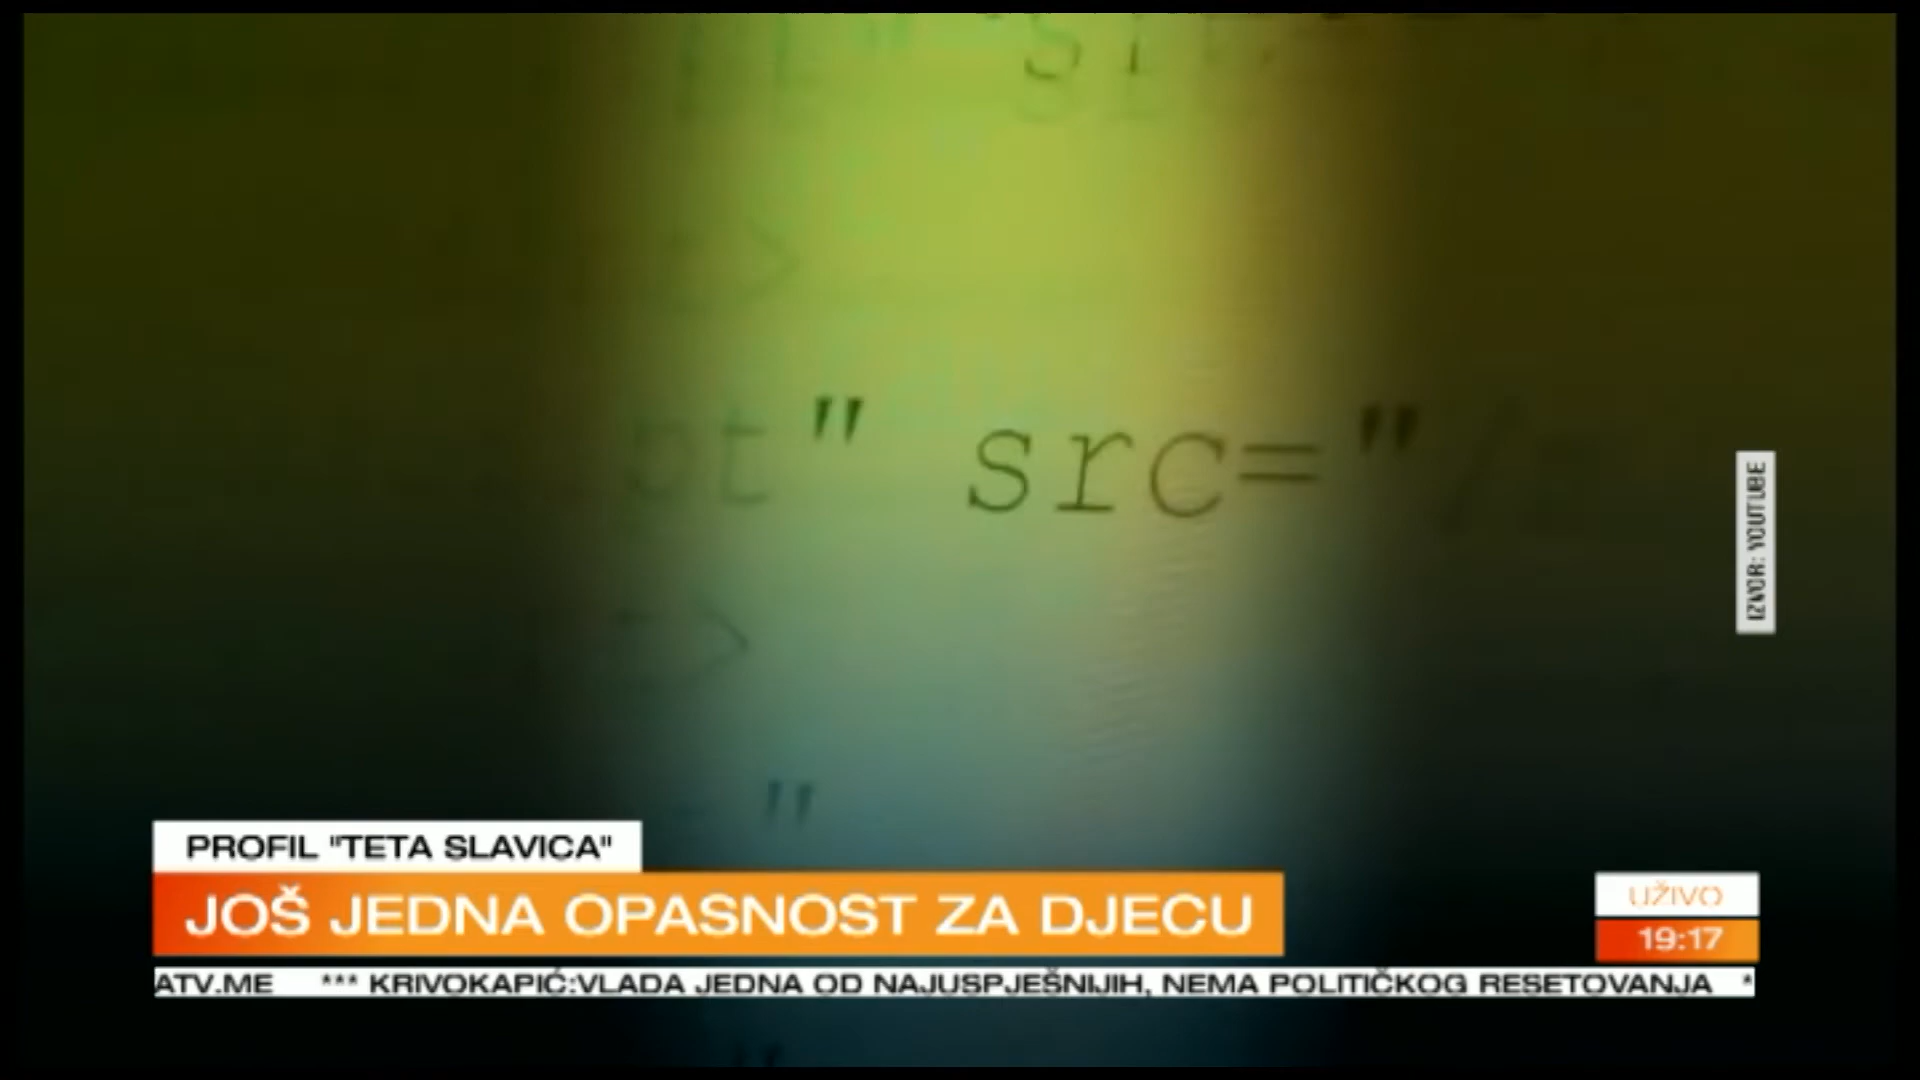 >
pt" src="
>
"
IZVOR: YOUTUBE
PROFIL "TETA SLAVICA"
JOŠ JEDNA OPASNOST ZA DJECU
UŽIVO
19:17
ATV.ME *** KRIVOKAPIĆ:VLADA JEDNA OD NAJUSPJEŠNIJIH, NEMA POLITIČKOG RESETOVANJA *